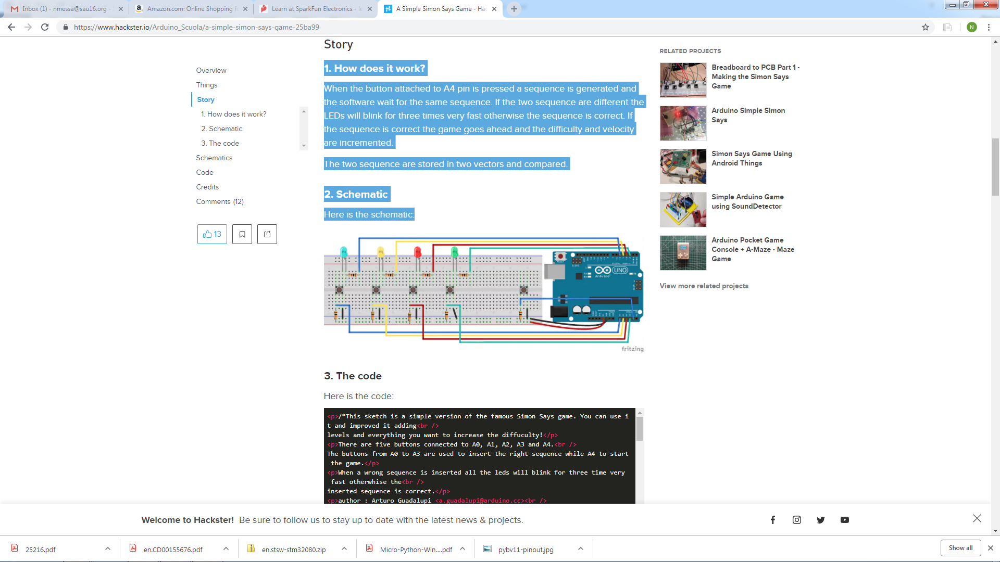 Inbox (1) - nmessa@sau16.org -
Amazon.com: Online Shopping f
Learn at SparkFun Electronics - le
A Simple Simon Says Game - Hac
https://www.hackster.io/Arduino_Scuola/a-simple-simon-says-game-25ba99
N
Overview
Things
Story
1. How does it work?
2. Schematic
3. The code
Schematics
Code
Credits
Comments (12)
13
Story
1. How does it work?
When the button attached to A4 pin is pressed a sequence is generated and
the software wait for the same sequence. If the two sequence are different the
LEDs will blink for three times very fast otherwise the sequence is correct. If
the sequence is correct the game goes ahead and the difficulty and velocity
are incremented.
The two sequence are stored in two vectors and compared.
2. Schematic
Here is the schematic:
UNO
Arduino
fritzing
3. The code
Here is the code:
<p>/*This sketch is a simple version of the famous Simon Says game. You can use i
t and improved it adding<br />
levels and everything you want to increase the diffuculty!</p>
<p>There are five buttons connected to A0, A1, A2, A3 and A4.<br />
The buttons from A0 to A3 are used to insert the right sequence while A4 to start
the game.</p>
<p>When a wrong sequence is inserted all the leds will blink for three time very
fast otherwhise the<br />
inserted sequence is correct.</p>
<p>author : Arturo Guadalupi <a.guadalupi@arduino.cc><br />
RELATED PROJECTS
Breadboard to PCB Part 1 -
Making the Simon Says
Game
Arduino Simple Simon
Says
Simon Says Game Using
Android Things
Simple Arduino Game
using SoundDetector
Arduino Pocket Game
Console + A-Maze - Maze
Game
View more related projects
Welcome to Hackster! Be sure to follow us to stay up to date with the latest news & projects.
25216.pdf
en.CD00155676.pdf
en.stsw-stm32080.zip
Micro-Python-Win....pdf
pybv11-pinout.jpg
Show all